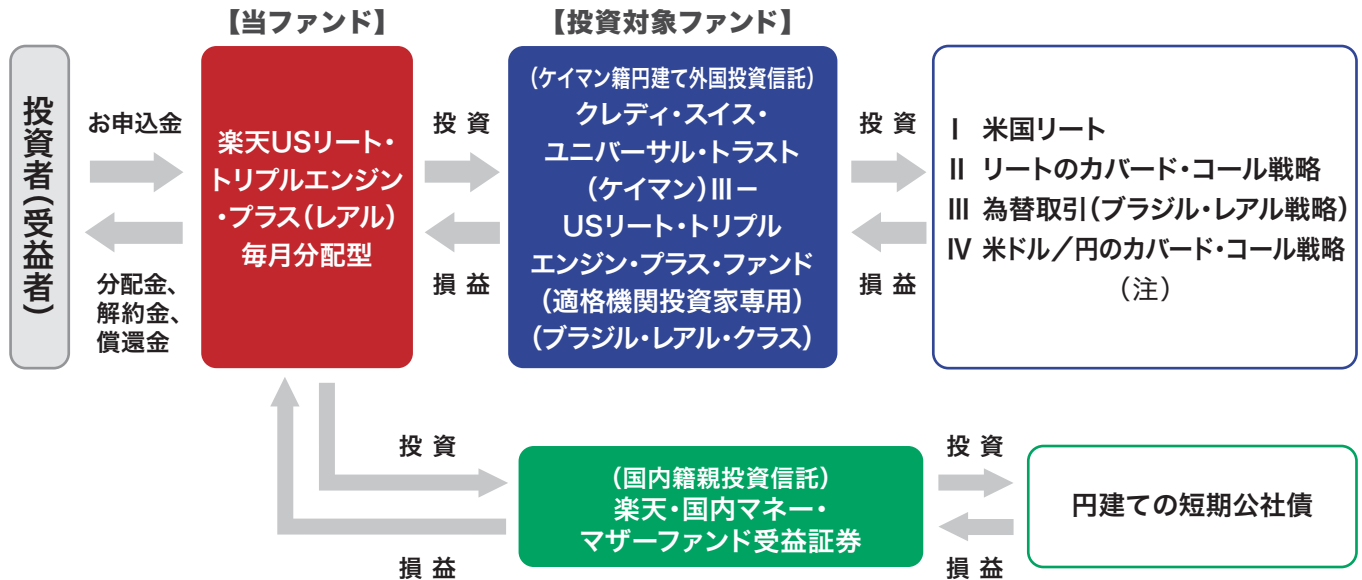 【当ファンド】
【投資対象ファンド】
投資者(受益者)
お申込金
分配金、
解約金、
償還金
楽天USリート・
トリプルエンジン
・プラス(レアル)
毎月分配型
投 資
損 益
(ケイマン籍円建て外国投資信託)
クレディ・スイス・
ユニバーサル・トラスト
(ケイマン)Ⅲー
USリート・トリプル
エンジン・プラス・ファンド
(適格機関投資家専用)
(ブラジル・レアル・クラス)
投 資
損 益
Ⅰ 米国リート
Ⅱ リートのカバード・コール戦略
Ⅲ 為替取引(ブラジル・レアル戦略)
Ⅳ 米ドル/円のカバード・コール戦略
(注)
投 資
損 益
(国内籍親投資信託)
楽天・国内マネー・
マザーファンド受益証券
投 資
損 益
円建ての短期公社債